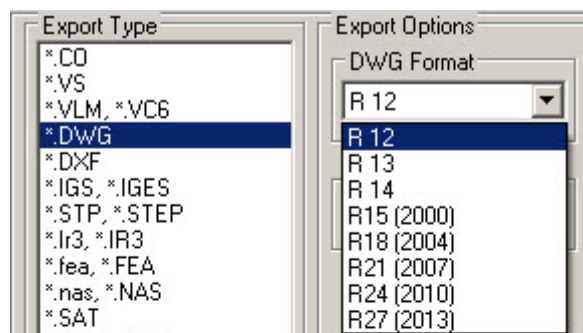 Export Type
*.CO
*.VS
*.VLM, *.VC6
*.DWG
*.DXF
*.IGS, *.IGES
*.STP, *.STEP
*.Ir3, *.IR3
*.fea, *.FEA
*.nas, *.NAS
*.SAT
Export Options
DWG Format
R 12
R 12
R 13
R 14
R15 (2000)
R18 (2004)
R21 (2007)
R24 (2010)
R27 (2013)